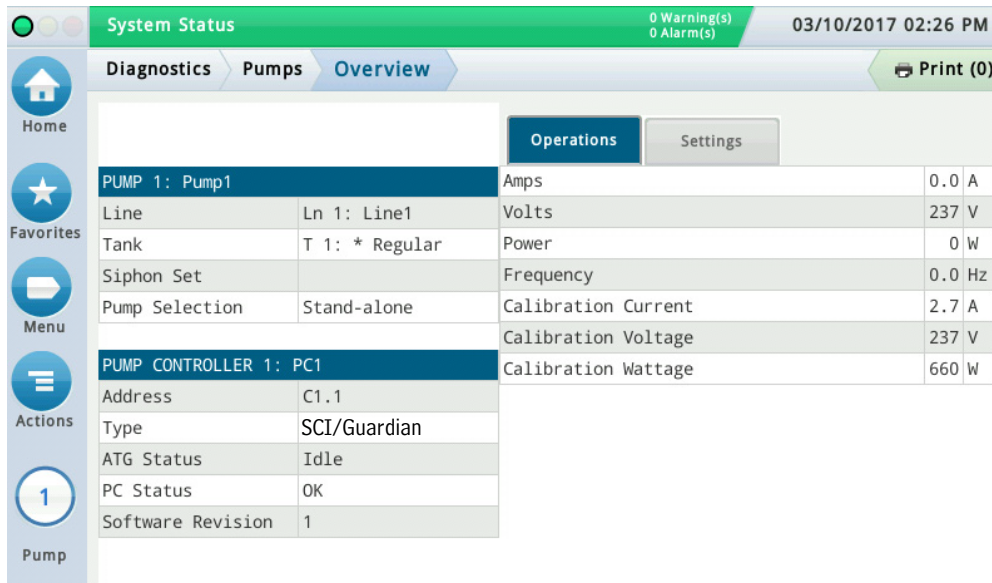 System Status
0 Warning(s)
0 Alarm(s)
03/10/2017 02:26 PM
Diagnostics Pumps Overview
Print (0)
Home
Favorites
Menu
Actions
1
Pump
PUMP 1: Pump1
Line Ln 1: Line1
Tank T 1: * Regular
Siphon Set
Pump Selection Stand-alone
PUMP CONTROLLER 1: PC1
Address C1.1
Type SCI/Guardian
ATG Status Idle
PC Status OK
Software Revision 1
Operations Settings
Amps 0.0 A
Volts 237 V
Power 0 W
Frequency 0.0 Hz
Calibration Current 2.7 A
Calibration Voltage 237 V
Calibration Wattage 660 W